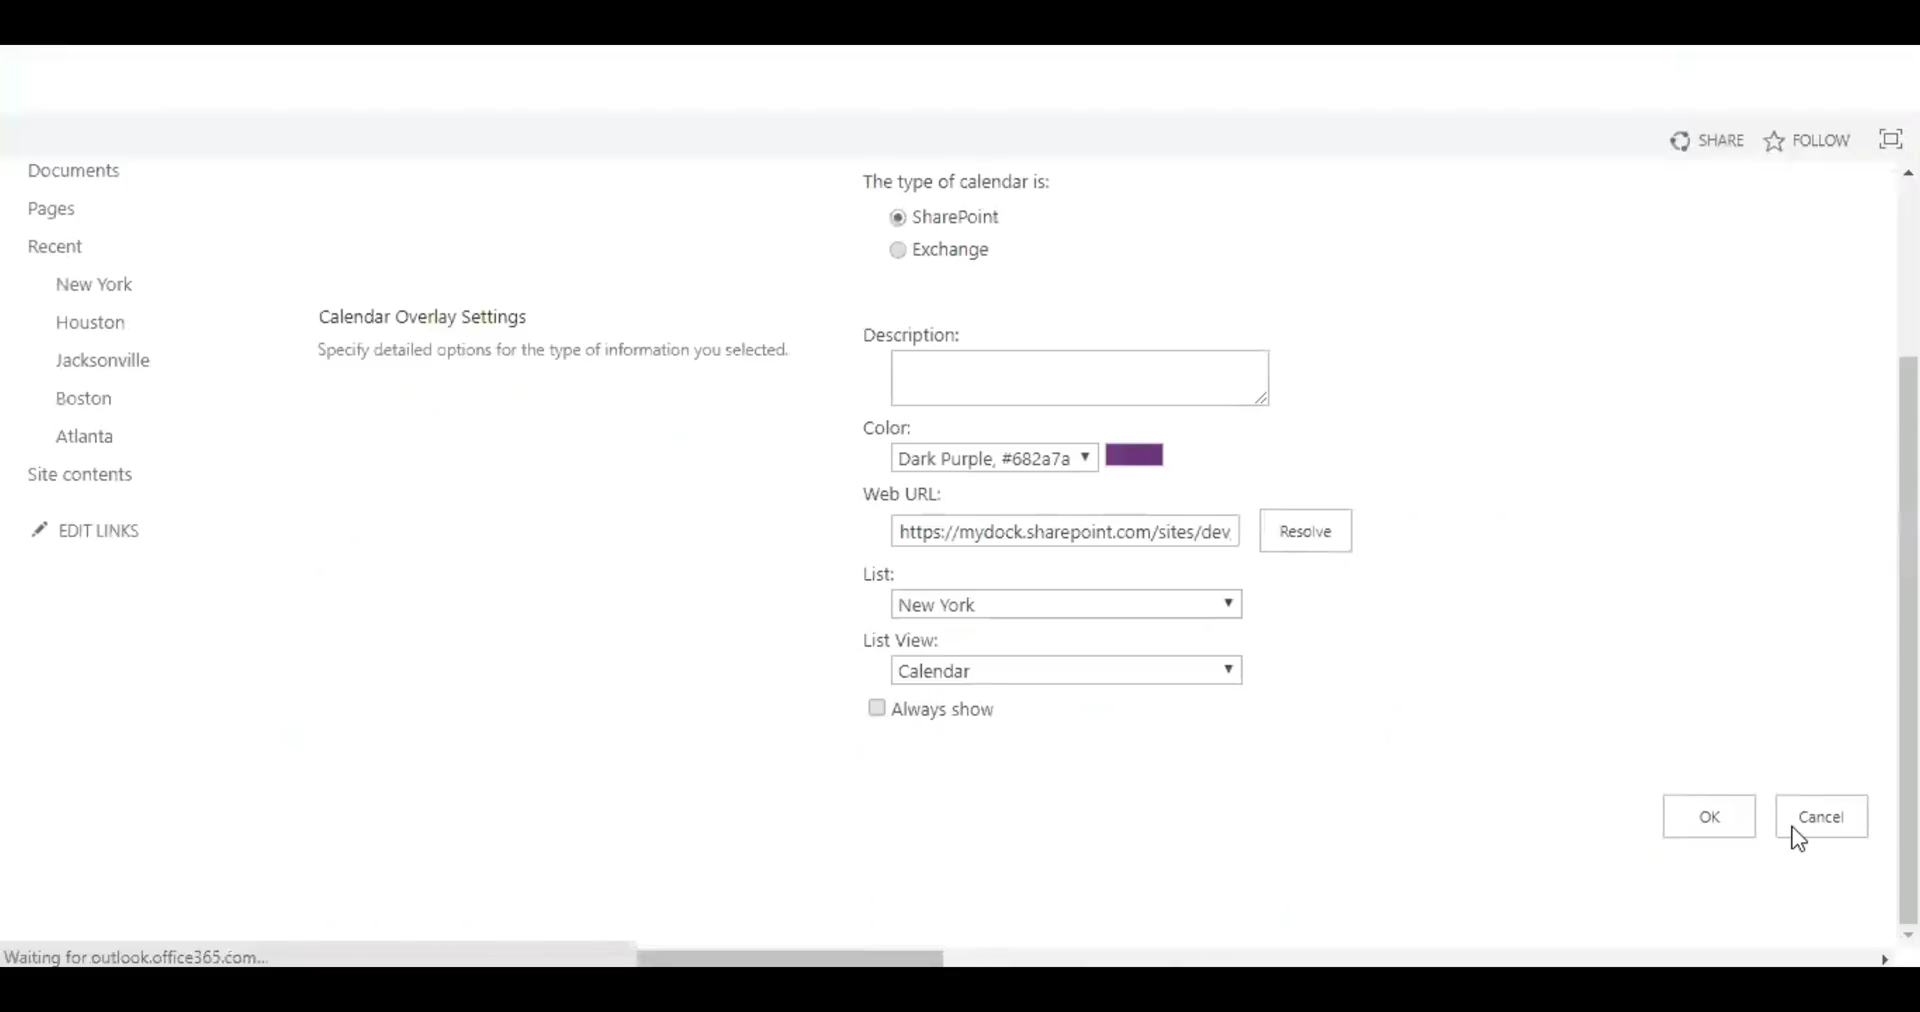 SHARE FOLLOW
Documents
Pages
Recent
New York
Houston
Jacksonville
Boston
Atlanta
Site contents
EDIT LINKS
Calendar Overlay Settings
Specify detailed options for the type of information you selected.
The type of calendar is:
SharePoint
Exchange
Description:
Color:
Dark Purple, #682a7a
Web URL:
https://mydock.sharepoint.com/sites/dev
Resolve
List:
New York
List View:
Calendar
Always show
OK Cancel
Waiting for outlook.office365.com...